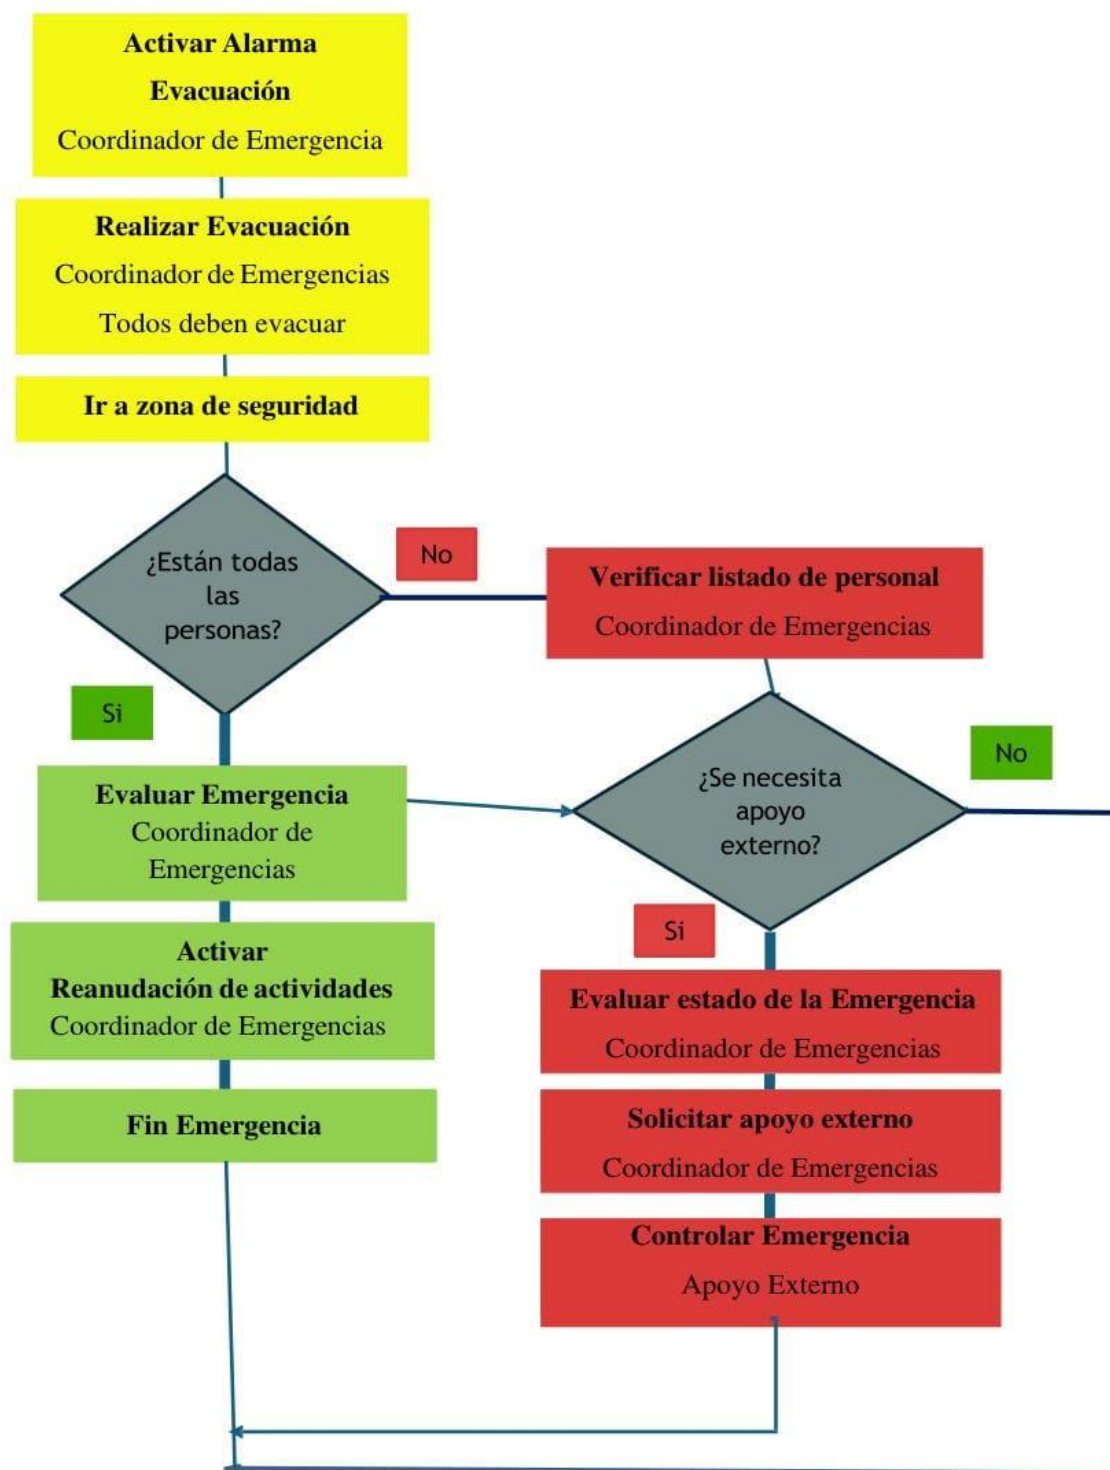 Activar Alarma
Evacuación
Coordinador de Emergencia
Realizar Evacuación
Coordinador de Emergencias
Todos deben evacuar
Ir a zona de seguridad
¿Están todas
las
personas?
No
Verificar listado de personal
Coordinador de Emergencias
Si
Evaluar Emergencia
Coordinador de
Emergencias
¿Se necesita
apoyo
externo?
No
Activar
Reanudación de actividades
Coordinador de Emergencias
Fin Emergencia
Si
Evaluar estado de la Emergencia
Coordinador de Emergencias
Solicitar apoyo externo
Coordinador de Emergencias
Controlar Emergencia
Apoyo Externo